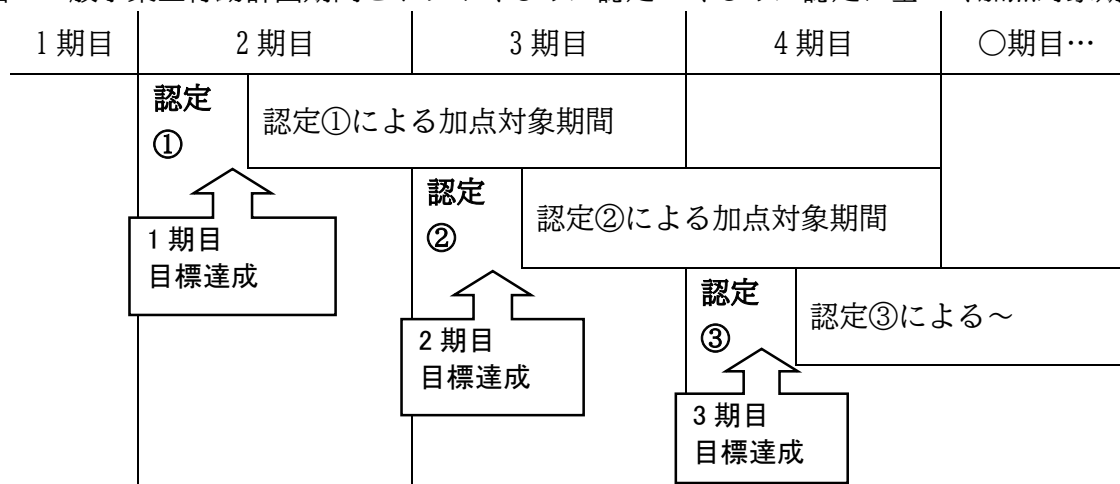 1期目 2期目 3期目 4期目 ○期目…
認定
①
認定①による加点対象期間
認定
②
認定②による加点対象期間
1期目
目標達成
認定
③
認定③による～
2期目
目標達成
3期目
目標達成